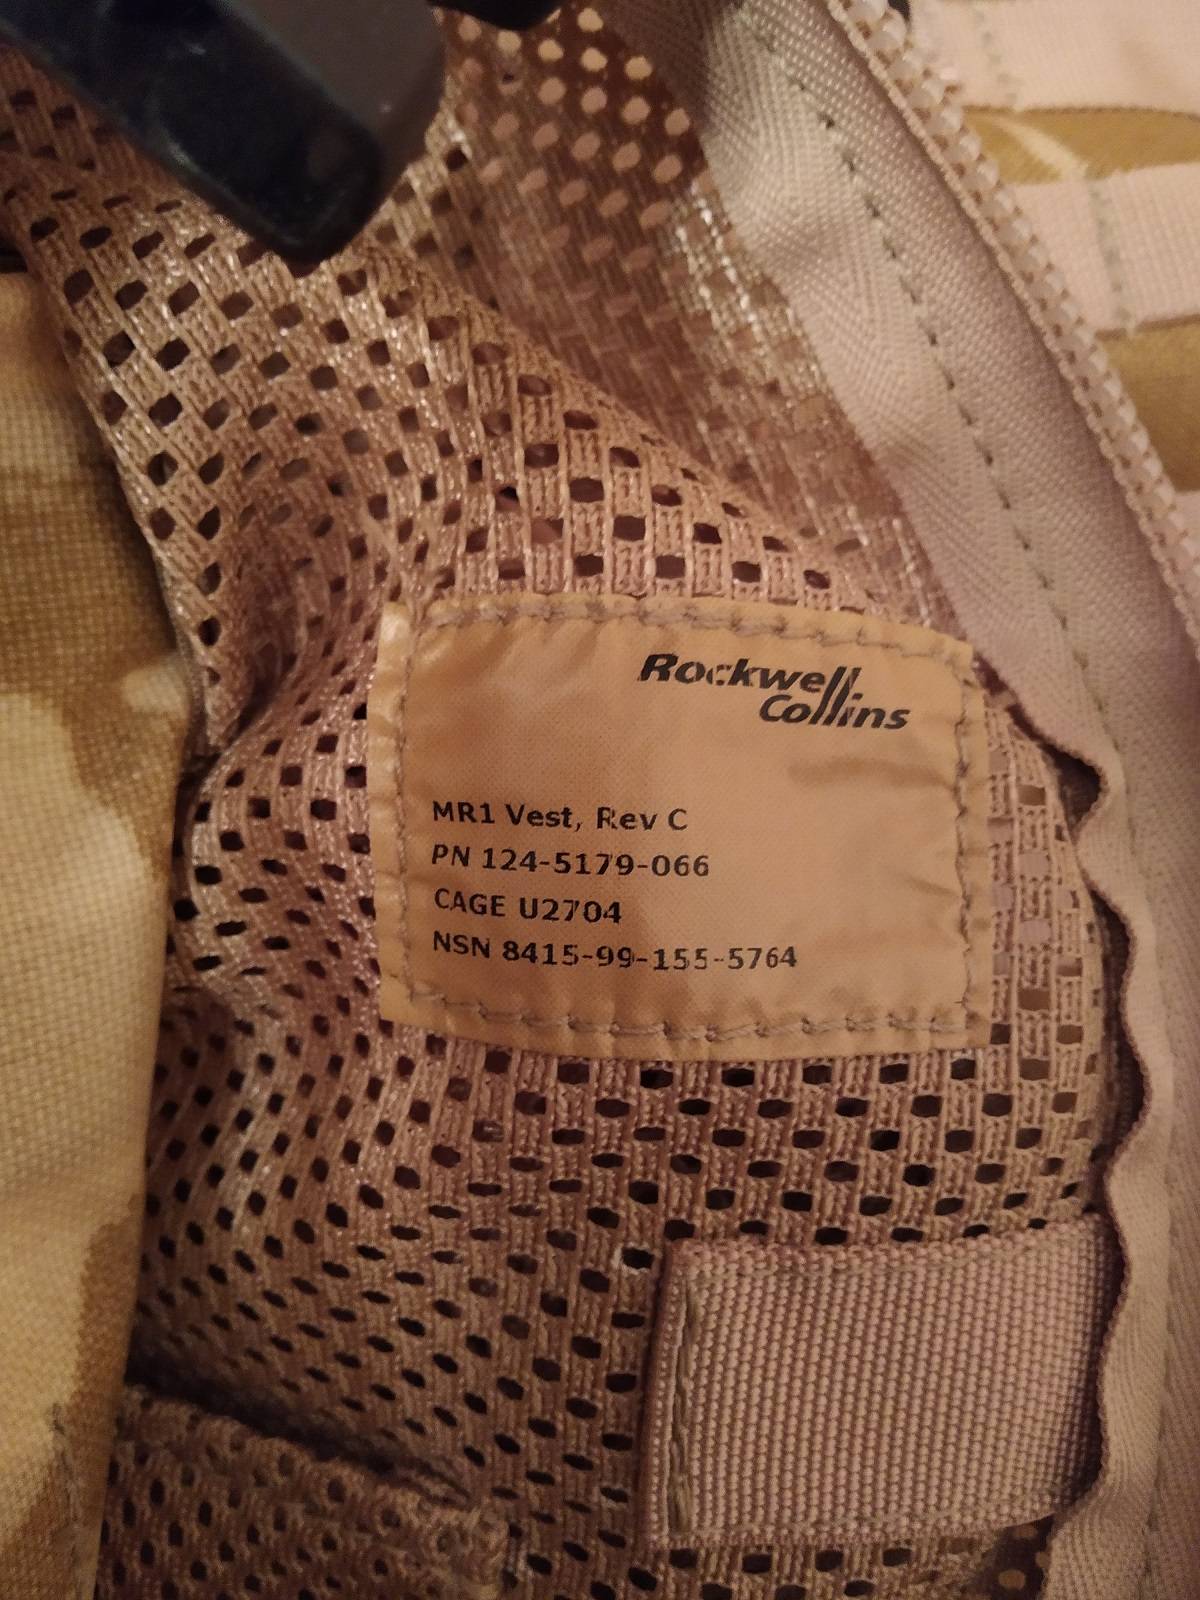 Rockwell
Collins
MR1 Vest, Rev C
PN 124-5179-066
CAGE U2704
NSN 8415-99-155-5764